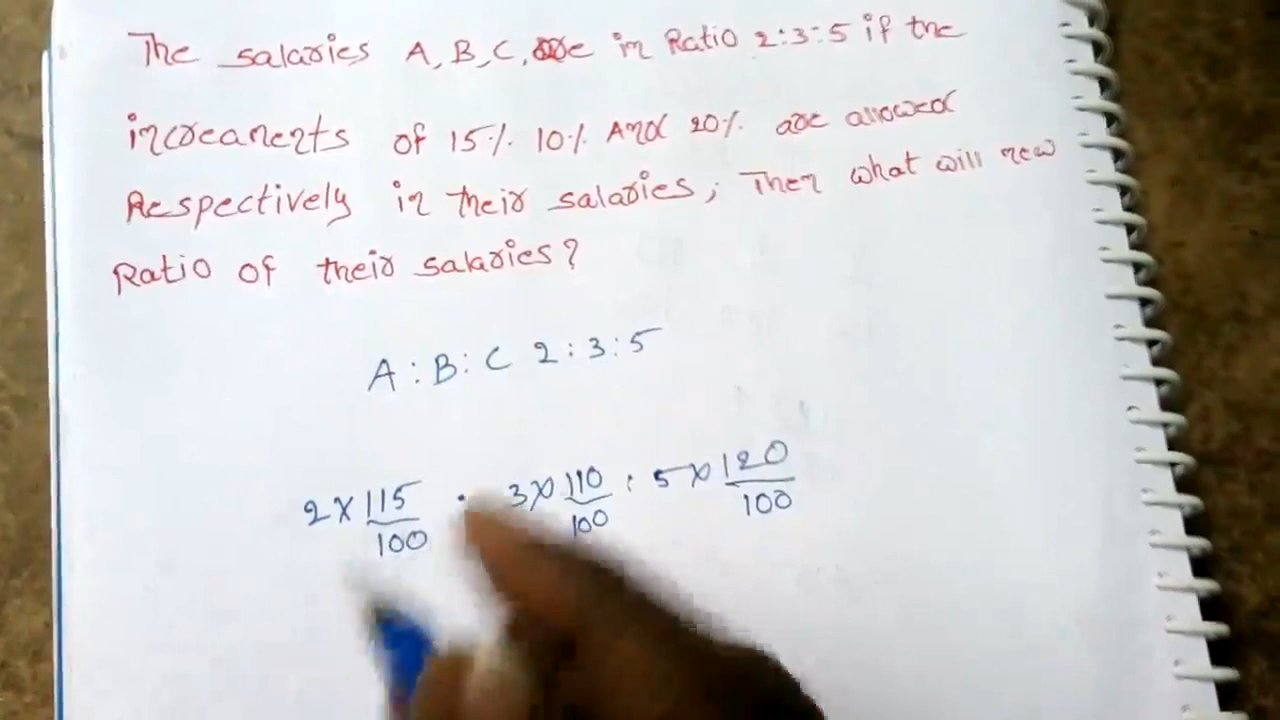 The salaries A, B, C, are in Ratio 2:3:5 if the
increanents of 15% 10% And 20% are allowed
Respectively in their salaries; Then what will new
Ratio of their salaries?
A : B : C 2 : 3 : 5
2 × 115/100 : 3 × 110/100 : 5 × 120/100